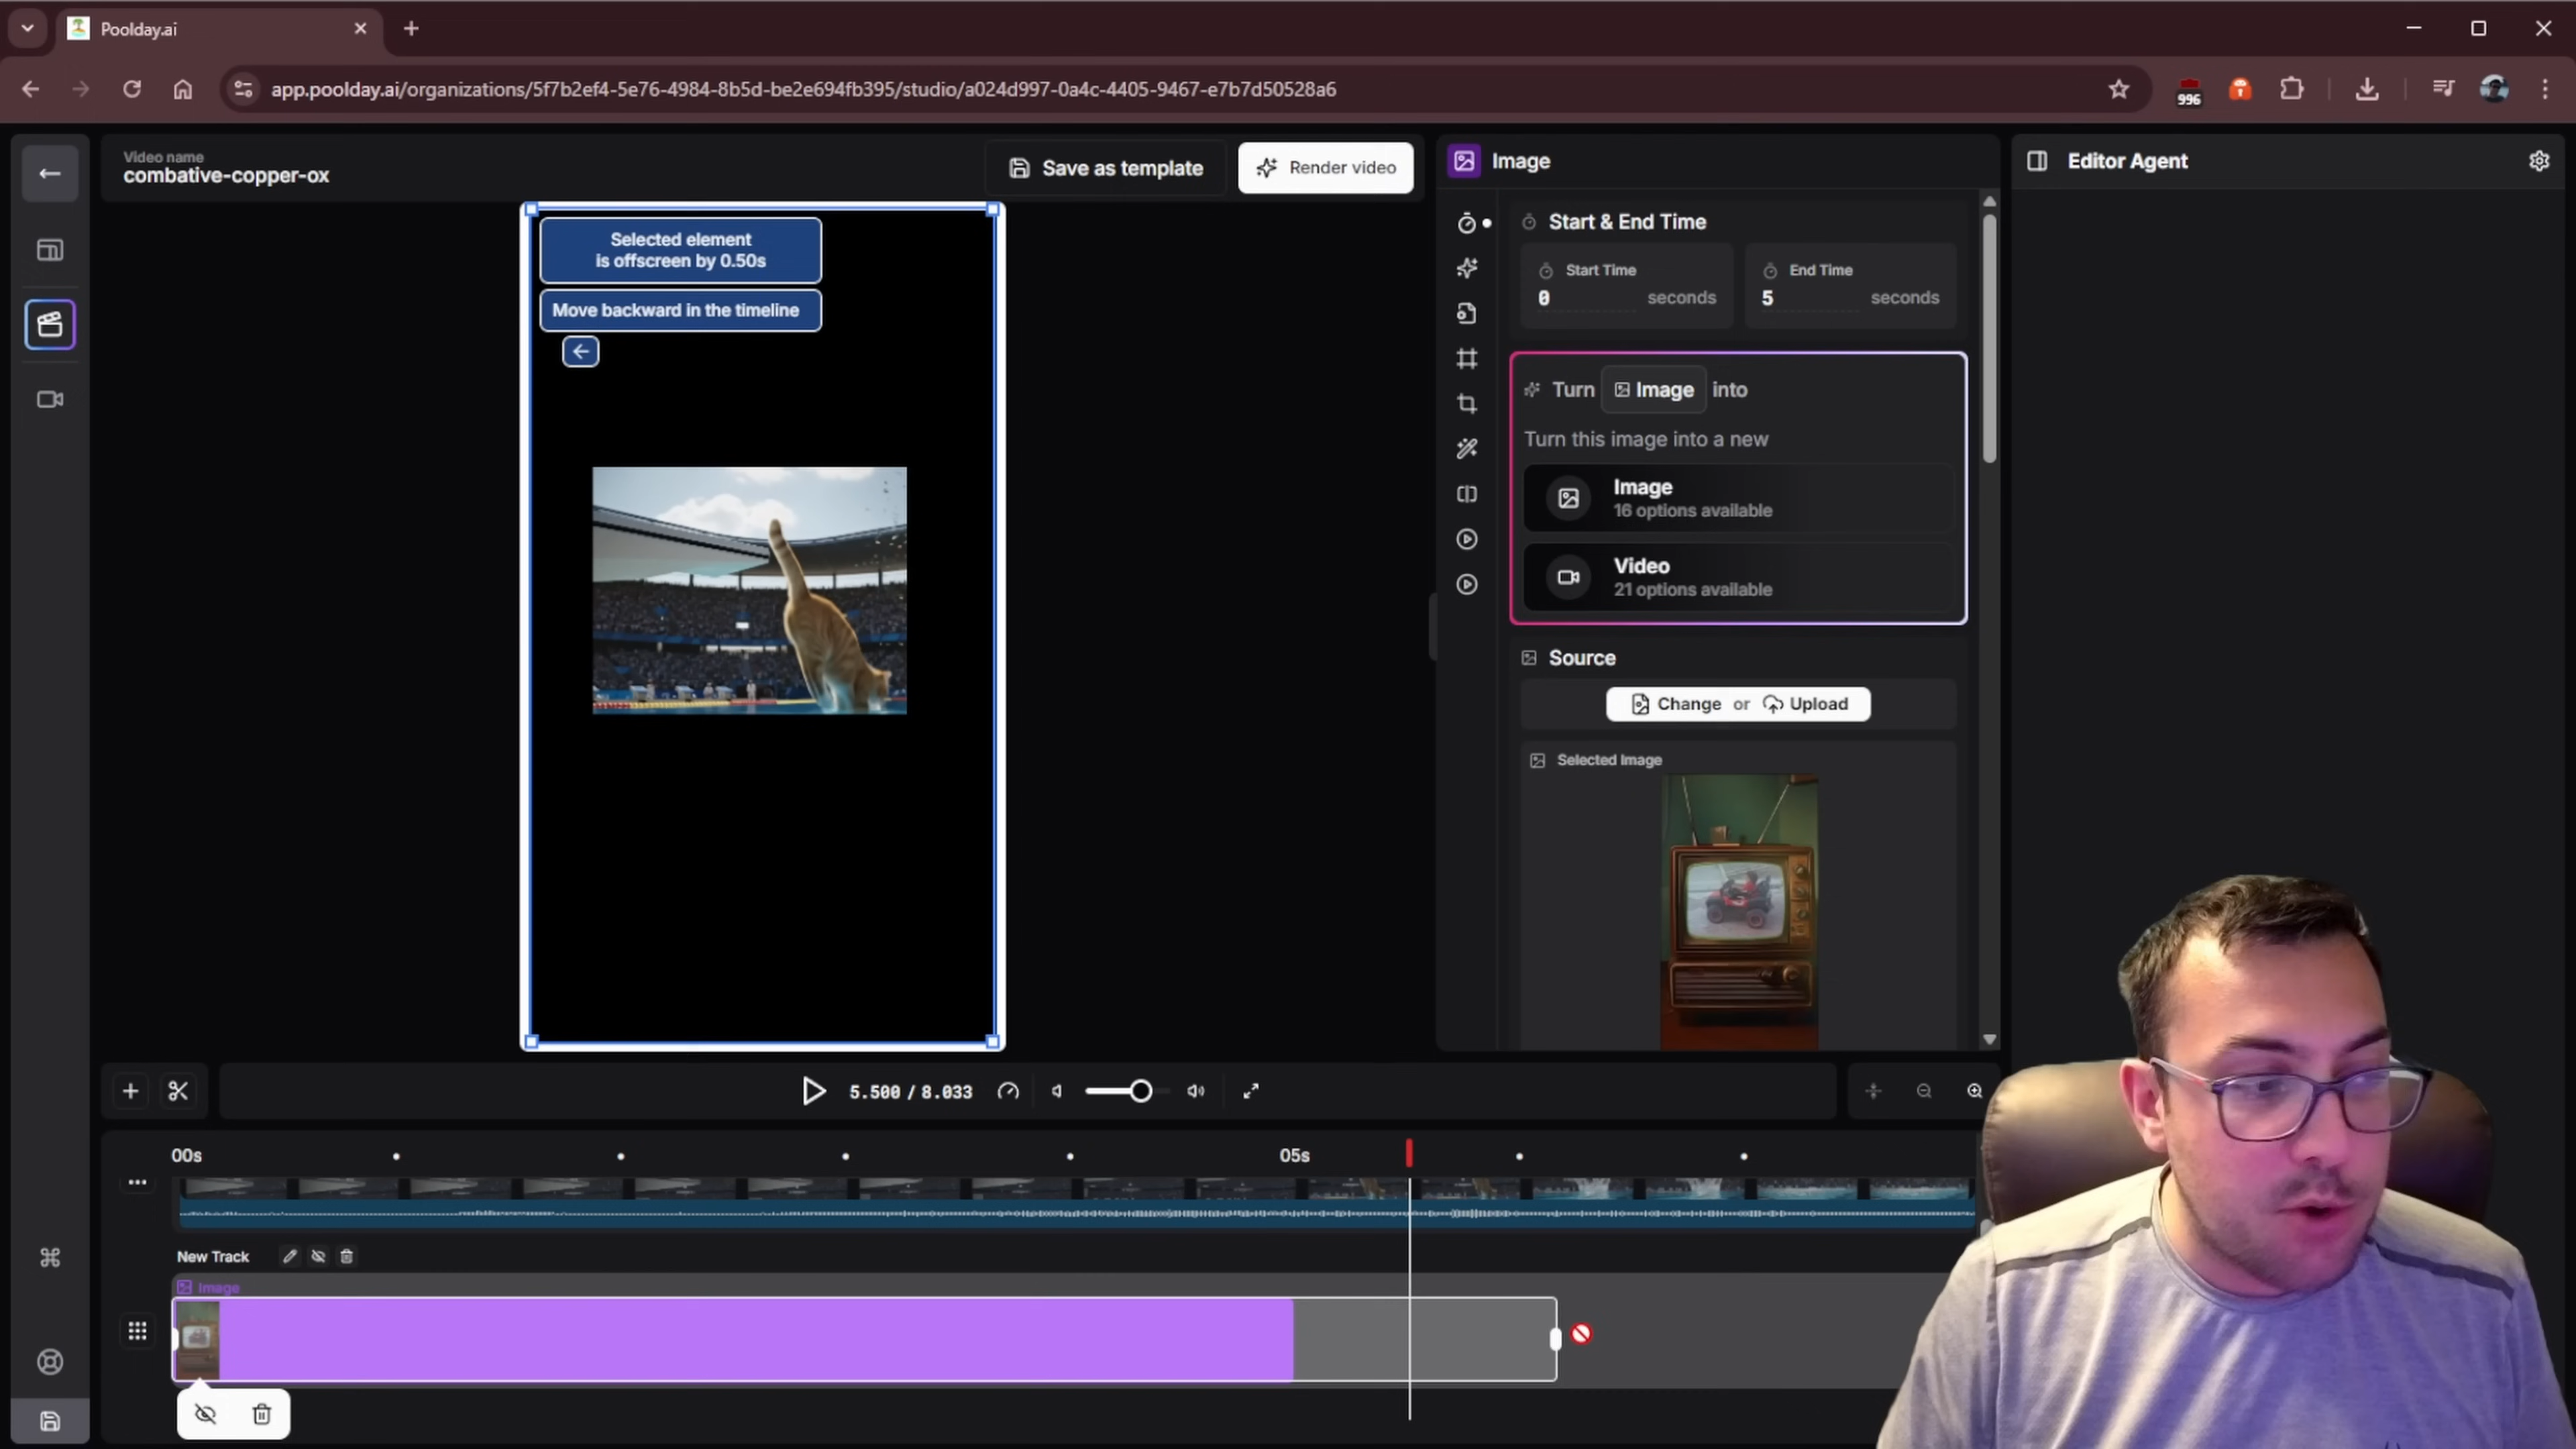 Poolday.ai
app.poolday.ai/organizations/5f7b2ef4-5e76-4984-8b5d-be2e694fb395/studio/a024d997-0a4c-4405-9467-e7b7d50528a6
996
Video name
combative-copper-ox
Save as template
Render video
Selected element
is offscreen by 0.50s
Move backward in the timeline
Image
Start & End Time
Start Time
0 seconds
End Time
5 seconds
Turn Image into
Turn this image into a new
Image
16 options available
Video
21 options available
Source
Change or Upload
Selected Image
Editor Agent
5.500 / 8.033
00s
05s
New Track
Image